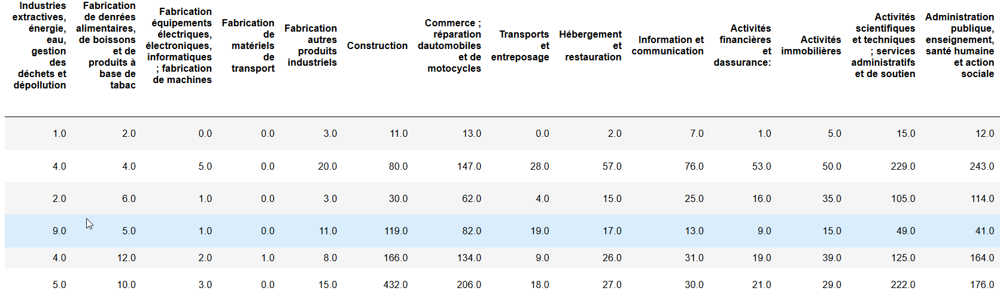 Industries
extractives,
énergie,
eau,
gestion
des
déchets et
dépollution
Fabrication
de denrées
alimentaires,
de boissons
et de
produits à
base de
tabac
Fabrication
équipements
électriques,
électroniques,
informatiques
; fabrication
de machines
Fabrication
de
matériels
de
transport
Fabrication
autres
produits
industriels
Construction
Commerce ;
réparation
dautomobiles
et de
motocycles
Transports
et
entreposage
Hébergement
et
restauration
Information et
communication
Activités
financières
et
dassurance:
Activités
immobilières
Activités
scientifiques
et techniques
; services
administratifs
et de soutien
Administration
publique,
enseignement,
santé humaine
et action
sociale
1.0 2.0 0.0 0.0 3.0 11.0 13.0 0.0 2.0 7.0 1.0 5.0 15.0 12.0
4.0 4.0 5.0 0.0 20.0 80.0 147.0 28.0 57.0 76.0 53.0 50.0 229.0 243.0
2.0 6.0 1.0 0.0 3.0 30.0 62.0 4.0 15.0 25.0 16.0 35.0 105.0 114.0
9.0 5.0 1.0 0.0 11.0 119.0 82.0 19.0 17.0 13.0 9.0 15.0 49.0 41.0
4.0 12.0 2.0 1.0 8.0 166.0 134.0 9.0 26.0 31.0 19.0 39.0 125.0 164.0
5.0 10.0 3.0 0.0 15.0 432.0 206.0 18.0 27.0 30.0 21.0 29.0 222.0 176.0